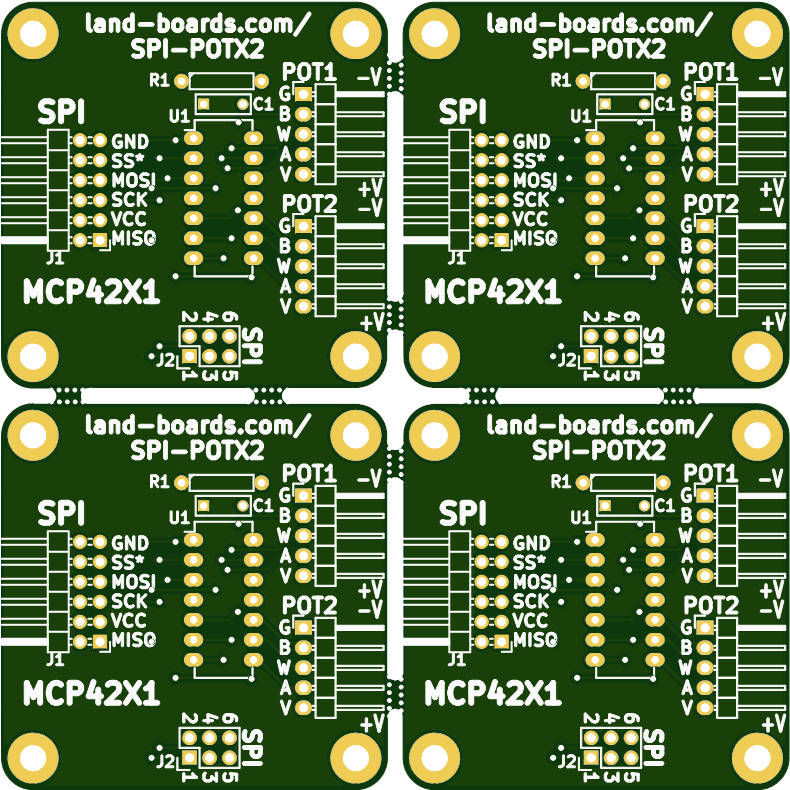 land-boards.com/
SPI-POTX2
R1
POT1
-V
U1
C1
G
B
W
A
V
SPI
GND
SS*
MOSI
SCK
VCC
MISO
J1
+V
-V
POT2
G
B
W
A
V
MCP42X1
+V
2 4 6
SPI
J2
1 3 5
land-boards.com/
SPI-POTX2
R1
POT1
-V
U1
C1
G
B
W
A
V
SPI
GND
SS*
MOSI
SCK
VCC
MISO
J1
+V
-V
POT2
G
B
W
A
V
MCP42X1
+V
2 4 6
SPI
J2
1 3 5
land-boards.com/
SPI-POTX2
R1
POT1
-V
U1
C1
G
B
W
A
V
SPI
GND
SS*
MOSI
SCK
VCC
MISO
J1
+V
-V
POT2
G
B
W
A
V
MCP42X1
+V
2 4 6
SPI
J2
1 3 5
land-boards.com/
SPI-POTX2
R1
POT1
-V
U1
C1
G
B
W
A
V
SPI
GND
SS*
MOSI
SCK
VCC
MISO
J1
+V
-V
POT2
G
B
W
A
V
MCP42X1
+V
2 4 6
SPI
J2
1 3 5